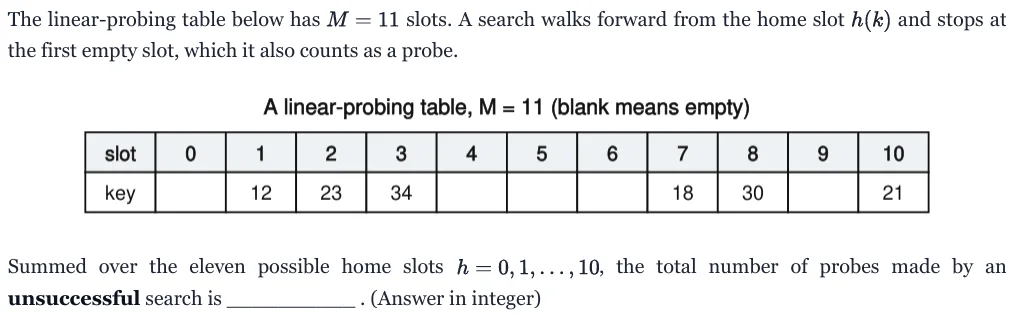 The linear-probing table below has M = 11 slots. A search walks forward from the home slot h(k) and stops at
the first empty slot, which it also counts as a probe.
A linear-probing table, M = 11 (blank means empty)
slot 0 1 2 3 4 5 6 7 8 9 10
key 12 23 34 18 30 21
Summed over the eleven possible home slots h = 0, 1, . . . , 10, the total number of probes made by an
unsuccessful search is ____________ . (Answer in integer)